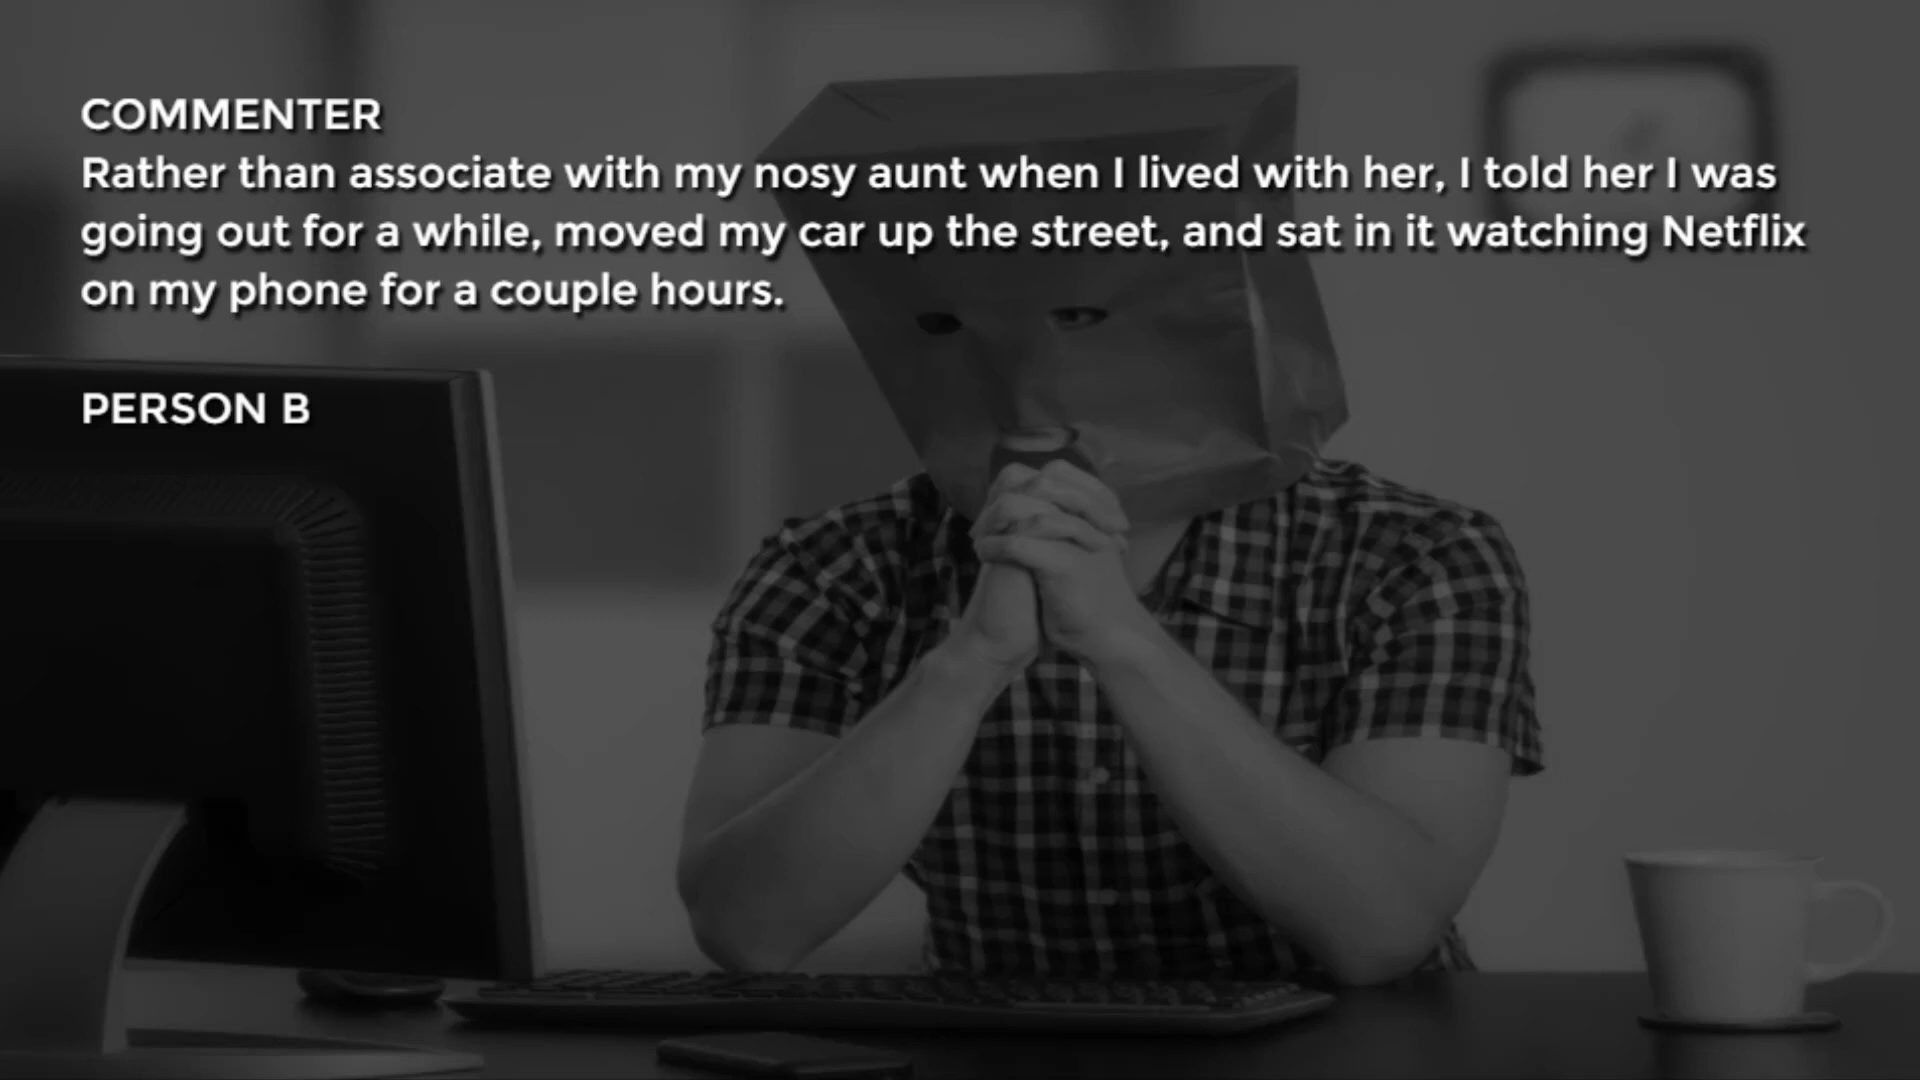 COMMENTER
Rather than associate with my nosy aunt when I lived with her, I told her I was
going out for a while, moved my car up the street, and sat in it watching Netflix
on my phone for a couple hours.
PERSON B